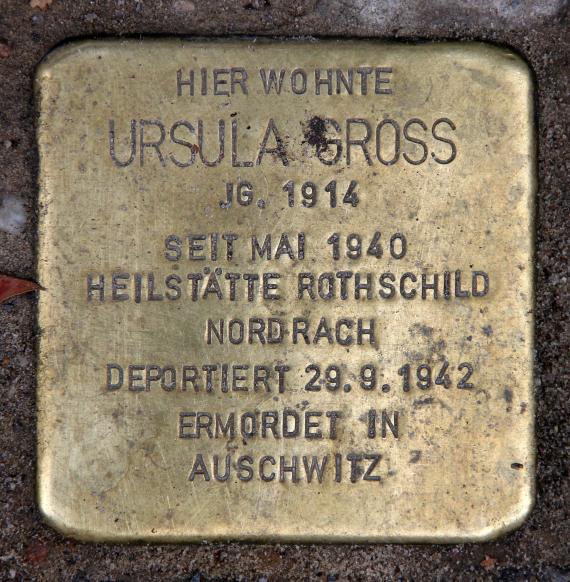 HIER WOHNTE
URSULA GROSS
JG. 1914
SEIT MAI 1940
HEILSTÄTTE ROTHSCHILD
NORDRACH
DEPORTIERT 29.9.1942
ERMORDET IN
AUSCHWITZ